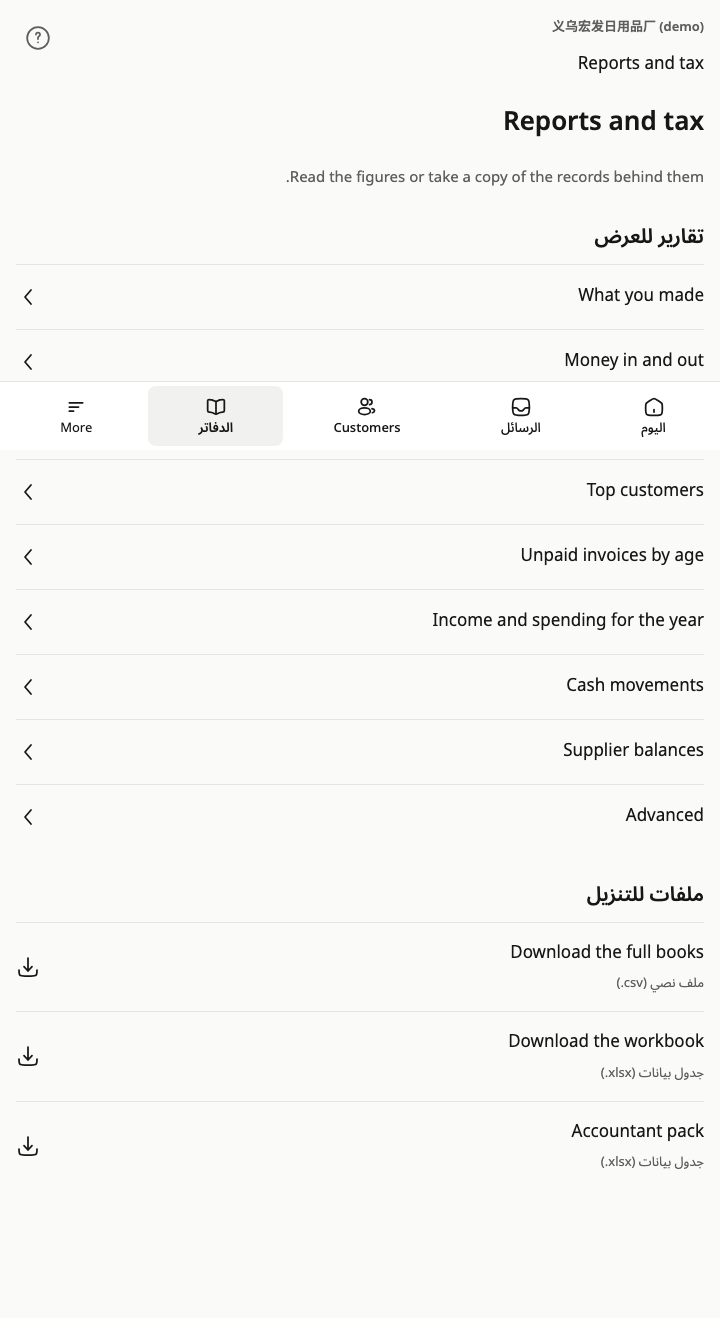 义乌宏发日用品厂 (demo)
Reports and tax
Reports and tax
Read the figures or take a copy of the records behind them.
تقارير للعرض
What you made
Money in and out
اليوم
الرسائل
Customers
الدفاتر
More
Top customers
Unpaid invoices by age
Income and spending for the year
Cash movements
Supplier balances
Advanced
ملفات للتنزيل
Download the full books
ملف نصي (.csv)
Download the workbook
جدول بيانات (.xlsx)
Accountant pack
جدول بيانات (.xlsx)